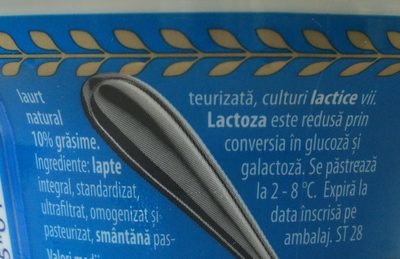 Iaurt
natural
10% grăsime.
Ingrediente: lapte
integral, standardizat,
ultrafiltrat, omogenizat și
pasteurizat, smântână pas-
teurizată, culturi lactice vii.
Lactoza este redusă prin
conversia în glucoză și
galactoză. Se păstrează
la 2 - 8 °C. Expiră la
data înscrisă pe
ambalaj. ST 28